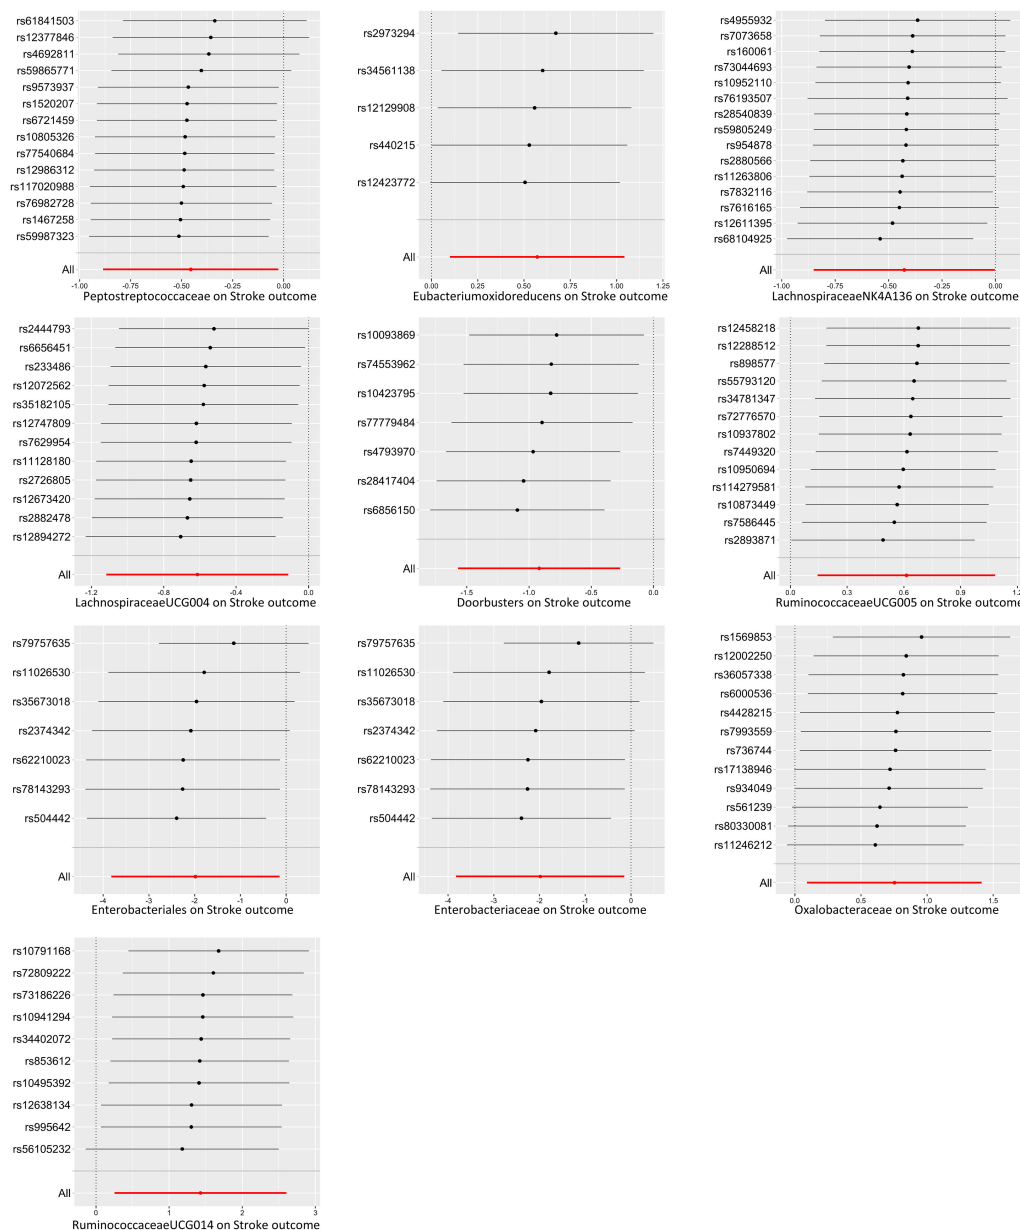 rs61841503
rs12377846
rs4692811
rs59865771
rs9573937
rs1520207
rs6721459
rs10805326
rs77540684
rs12986312
rs117020988
rs76982728
rs1467258
rs59987323
All
-1.00 -0.75 -0.50 -0.25 0.00
Peptostreptococcaceae on Stroke outcome
rs2973294
rs34561138
rs12129908
rs440215
rs12423772
All
0.00 0.25 0.50 0.75 1.00 1.25
Eubacteriumoxidoreducens on Stroke outcome
rs4955932
rs7073658
rs160061
rs73044693
rs10952110
rs76193507
rs28540839
rs59805249
rs954878
rs2880566
rs11263806
rs7832116
rs7616165
rs12611395
rs68104925
All
-1.00 -0.75 -0.50 -0.25 0.00
LachnospiraceaeNK4A136 on Stroke outcome
rs2444793
rs6656451
rs233486
rs12072562
rs35182105
rs12747809
rs7629954
rs11128180
rs2726805
rs12673420
rs2882478
rs12894272
All
-1.2 -0.8 -0.4 0.0
LachnospiraceaeUCG004 on Stroke outcome
rs10093869
rs74553962
rs10423795
rs77779484
rs4793970
rs28417404
rs6856150
All
-1.5 -1.0 -0.5 0.0
Doorbusters on Stroke outcome
rs12458218
rs12288512
rs898577
rs55793120
rs34781347
rs72776570
rs10937802
rs7449320
rs10950694
rs114279581
rs10873449
rs7586445
rs2893871
All
0.0 0.3 0.6 0.9 1.2
RuminococcaceaeUCG005 on Stroke outcome
rs79757635
rs11026530
rs35673018
rs2374342
rs62210023
rs78143293
rs504442
All
-4 -3 -2 -1 0
Enterobacteriales on Stroke outcome
rs79757635
rs11026530
rs35673018
rs2374342
rs62210023
rs78143293
rs504442
All
-4 -3 -2 -1 0
Enterobacteriaceae on Stroke outcome
rs1569853
rs12002250
rs36057338
rs6000536
rs4428215
rs7993559
rs736744
rs17138946
rs934049
rs561239
rs80330081
rs11246212
All
0.0 0.5 1.0 1.5
Oxalobacteraceae on Stroke outcome
rs10791168
rs72809222
rs73186226
rs10941294
rs34402072
rs853612
rs10495392
rs12638134
rs995642
rs56105232
All
0 1 2 3
RuminococcaceaeUCG014 on Stroke outcome